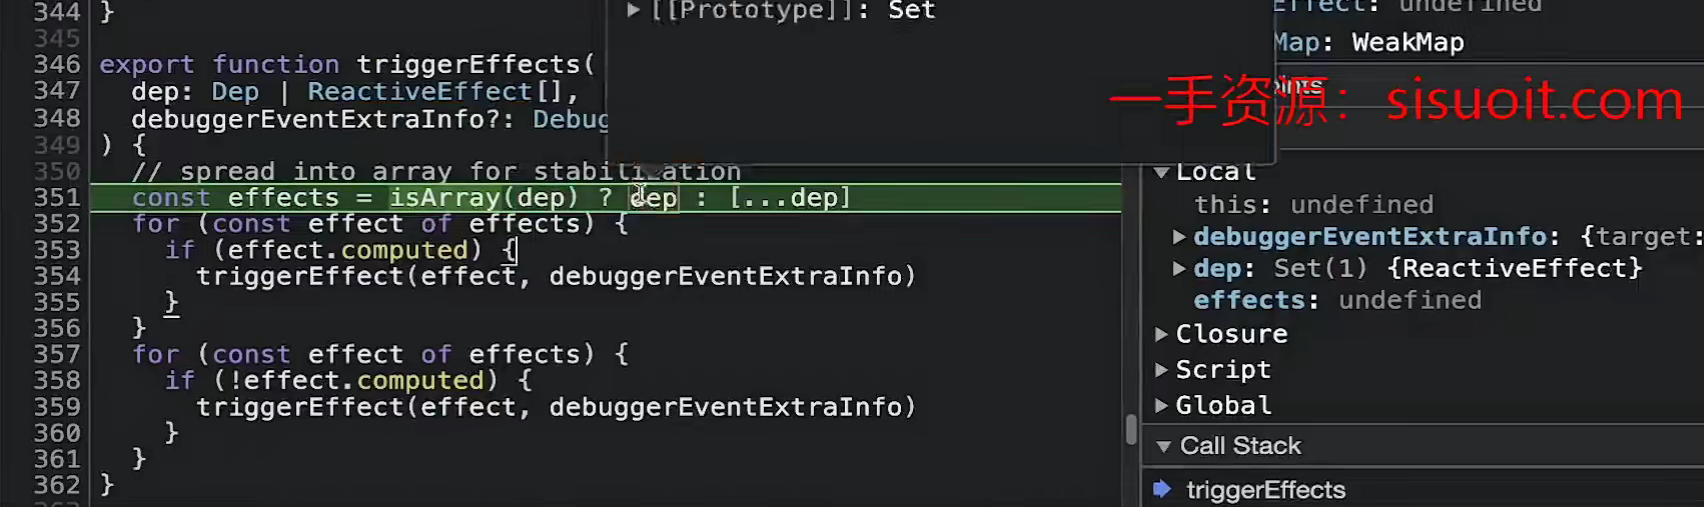 344 }
345
346 export function triggerEffects(
347 dep: Dep | ReactiveEffect[],
348 debuggerEventExtraInfo?: Debug
349 ) {
350 // spread into array for stabilization
351 const effects = isArray(dep) ? dep : [...dep]
352 for (const effect of effects) {
353 if (effect.computed) {
354 triggerEffect(effect, debuggerEventExtraInfo)
355 }
356 }
357 for (const effect of effects) {
358 if (!effect.computed) {
359 triggerEffect(effect, debuggerEventExtraInfo)
360 }
361 }
362 }
▶ [[Prototype]]: Set
Effect: undefined
Map: WeakMap
一手资源：sisuoit.com
▼ Local
this: undefined
▶ debuggerEventExtraInfo: {target:
▶ dep: Set(1) {ReactiveEffect}
effects: undefined
▶ Closure
▶ Script
▶ Global
▼ Call Stack
triggerEffects